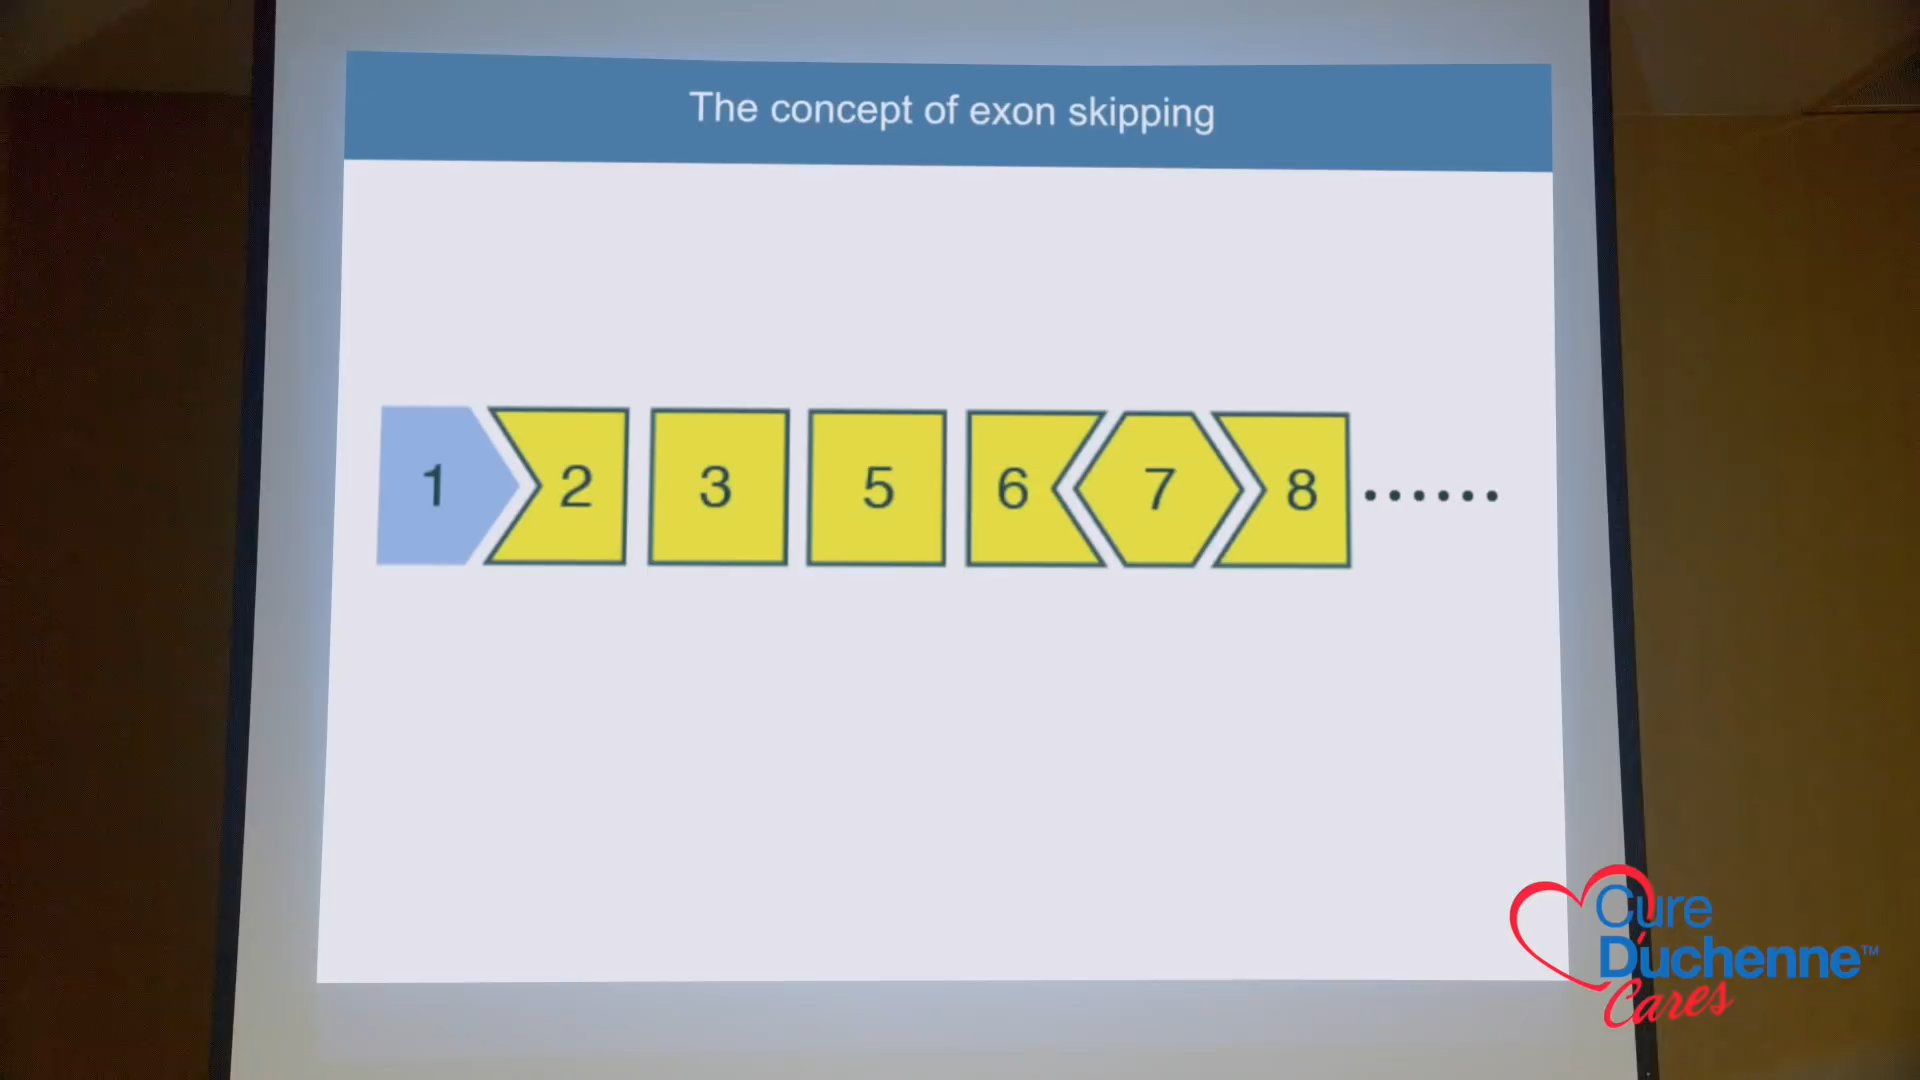 The concept of exon skipping
1 2 3 5 6 7 8 ......
Cure
Duchenne™
Cares